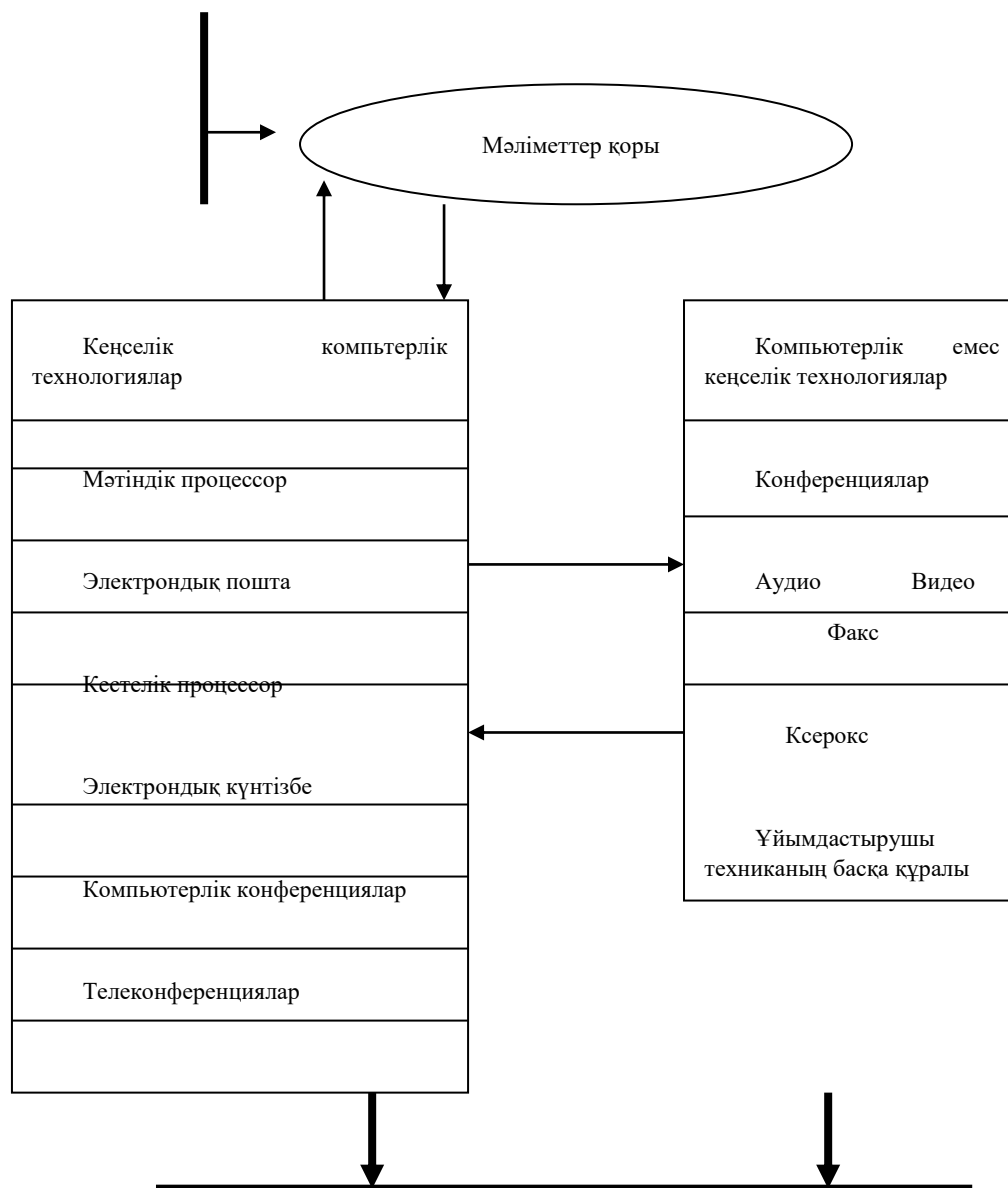 Мәліметтер қоры
Кеңселік компьтерлік
технологиялар
Мәтіндік процессор
Электрондық пошта
Кестелік процессор
Электрондық күнтізбе
Компьютерлік конференциялар
Телеконференциялар
Компьютерлік емес
кеңселік технологиялар
Конференциялар
Аудио Видео
Факс
Ксерокс
Ұйымдастырушы
техниканың басқа құралы